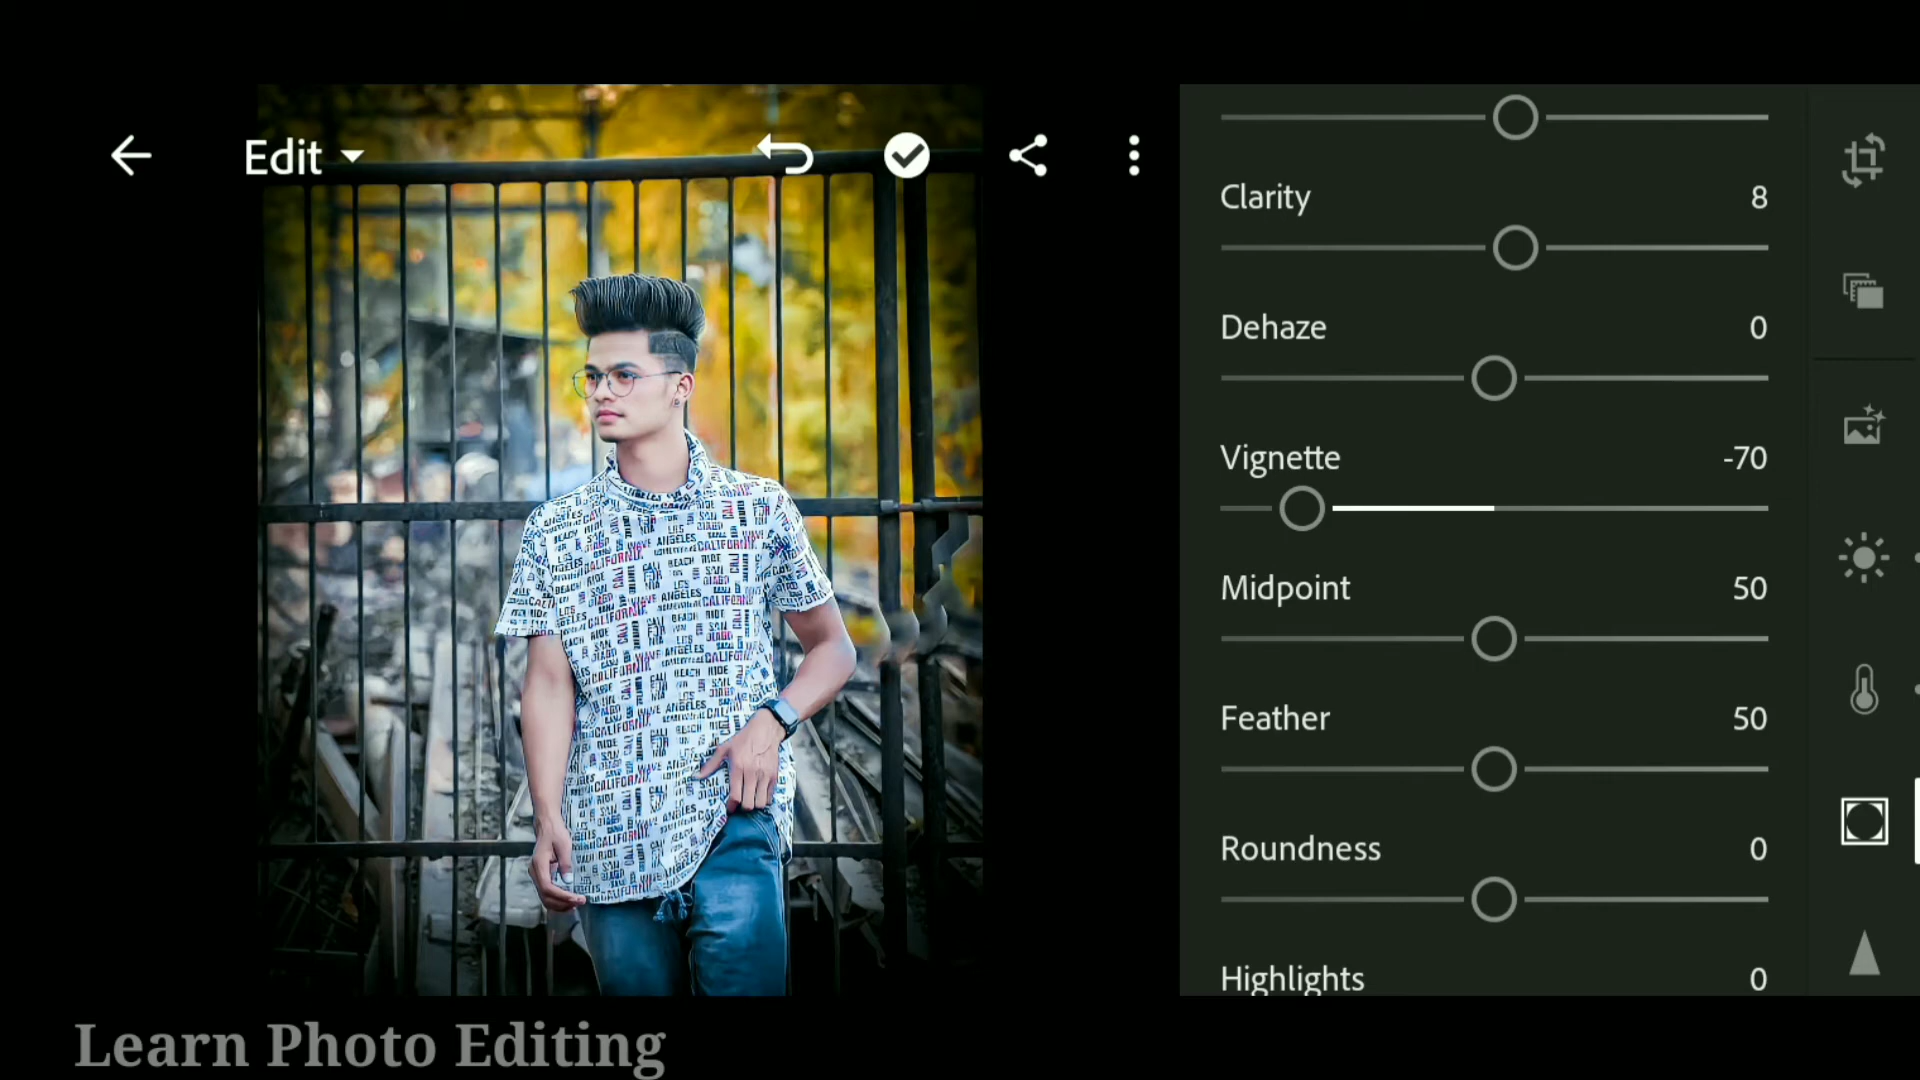 Edit
Clarity 8
Dehaze 0
Vignette -70
Midpoint 50
Feather 50
Roundness 0
Highlights 0
Learn Photo Editing